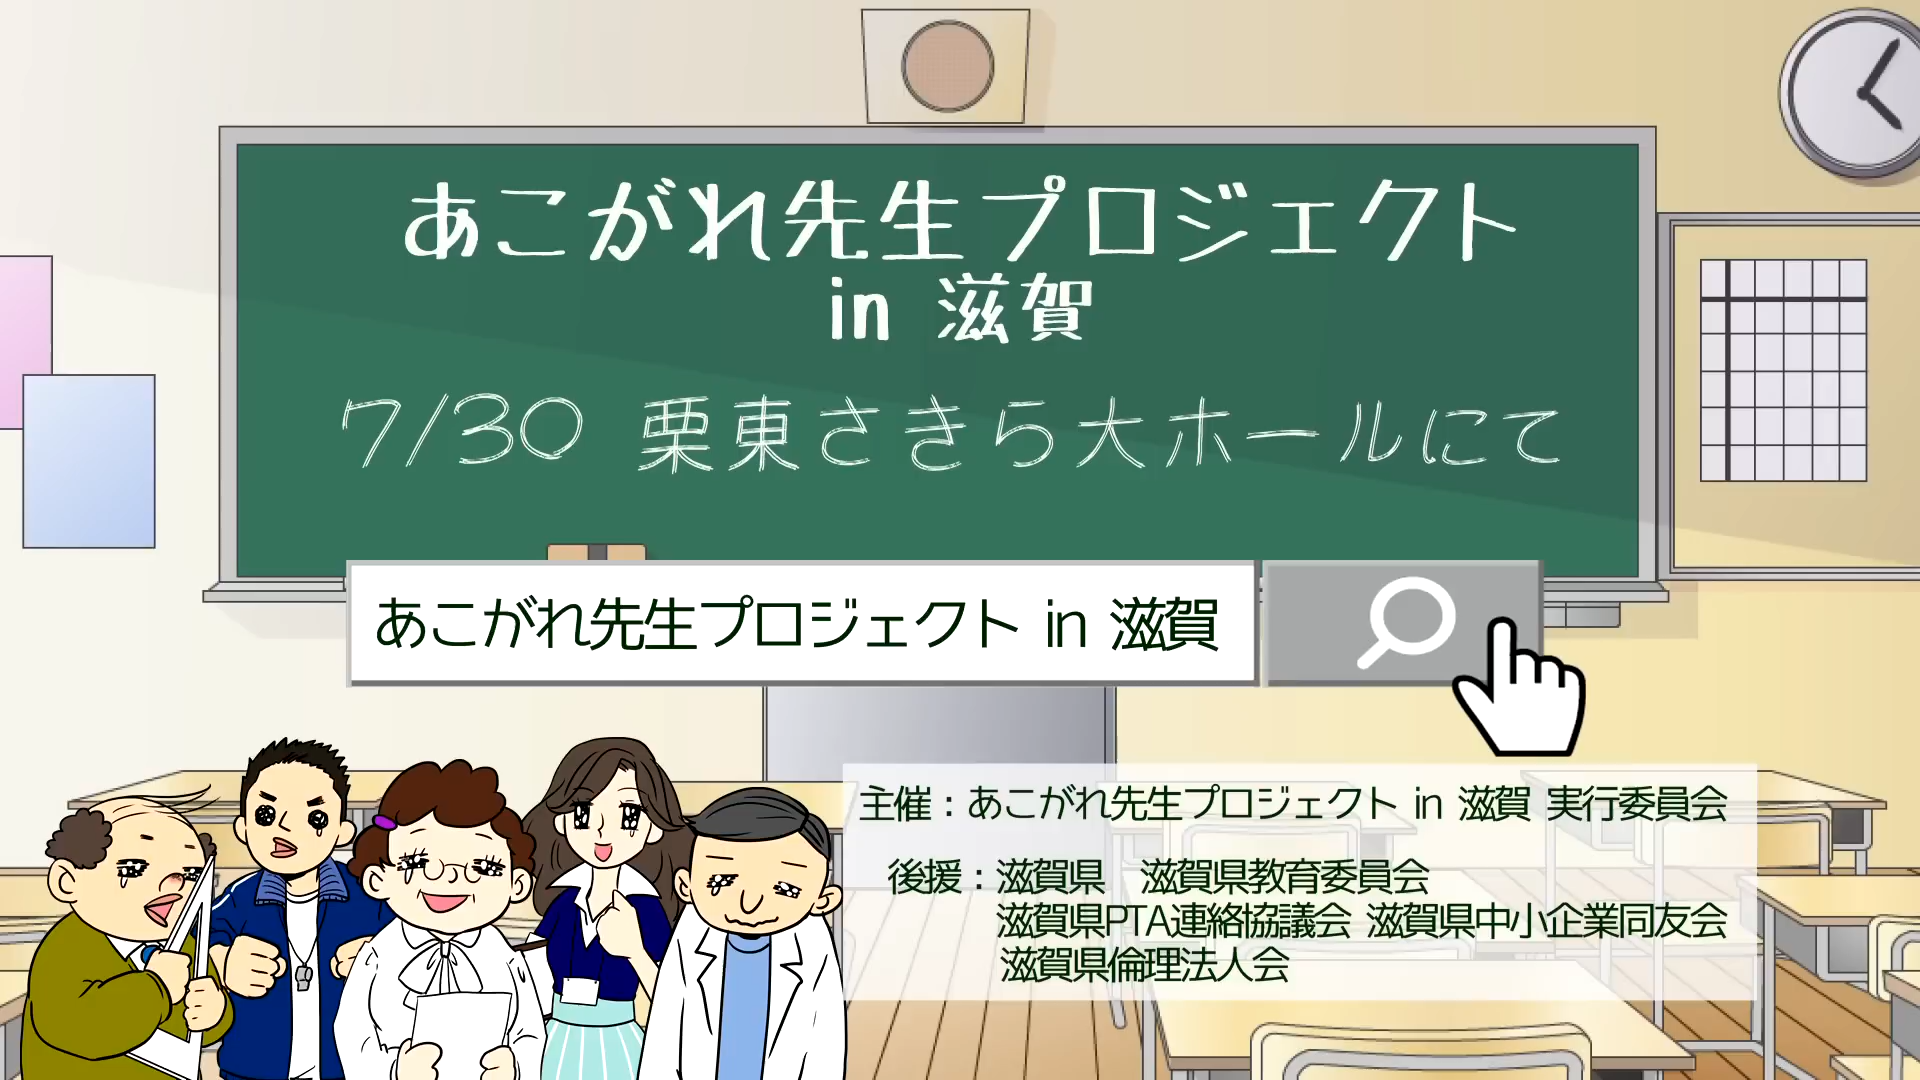 あこがれ先生プロジェクト
in 滋賀
7/30 栗東さきら大ホールにて
あこがれ先生プロジェクト in 滋賀
主催：あこがれ先生プロジェクト in 滋賀 実行委員会
後援：滋賀県　滋賀県教育委員会
滋賀県PTA連絡協議会 滋賀県中小企業同友会
滋賀県倫理法人会